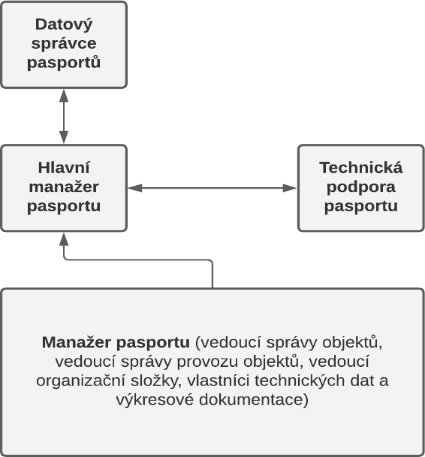 Datový
správce
pasportů
Hlavní
manažer
pasportu
Technická
podpora
pasportu
Manažer pasportu (vedoucí správy objektů,
vedoucí správy provozu objektů, vedoucí
organizační složky, vlastníci technických dat a
výkresové dokumentace)